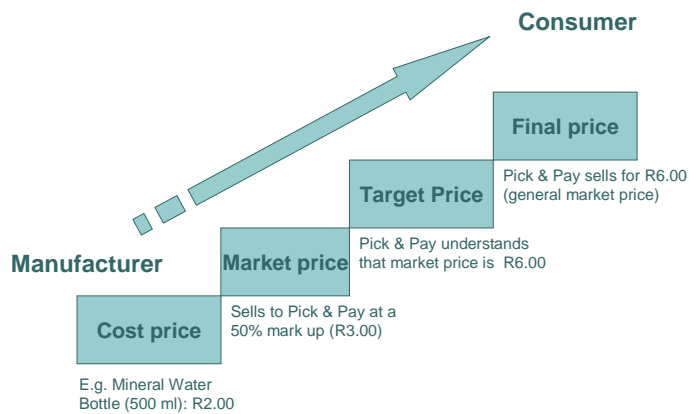 Consumer
Final price
Pick & Pay sells for R6.00
(general market price)
Target Price
Pick & Pay understands
that market price is R6.00
Manufacturer
Market price
Sells to Pick & Pay at a
50% mark up (R3.00)
Cost price
E.g. Mineral Water
Bottle (500 ml): R2.00